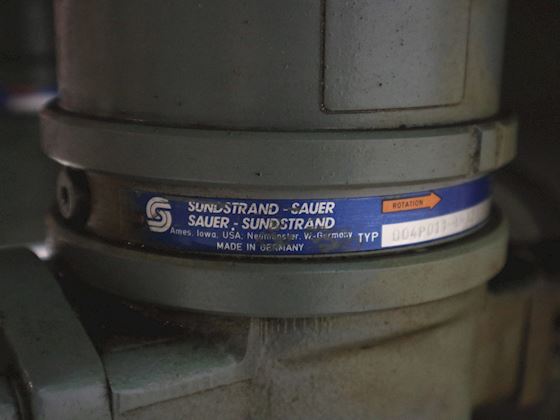 SUNDSTRAND - SAUER
SAUER - SUNDSTRAND
Ames, Iowa, USA, Neumünster, W-Germany
MADE IN GERMANY
ROTATION
TYP